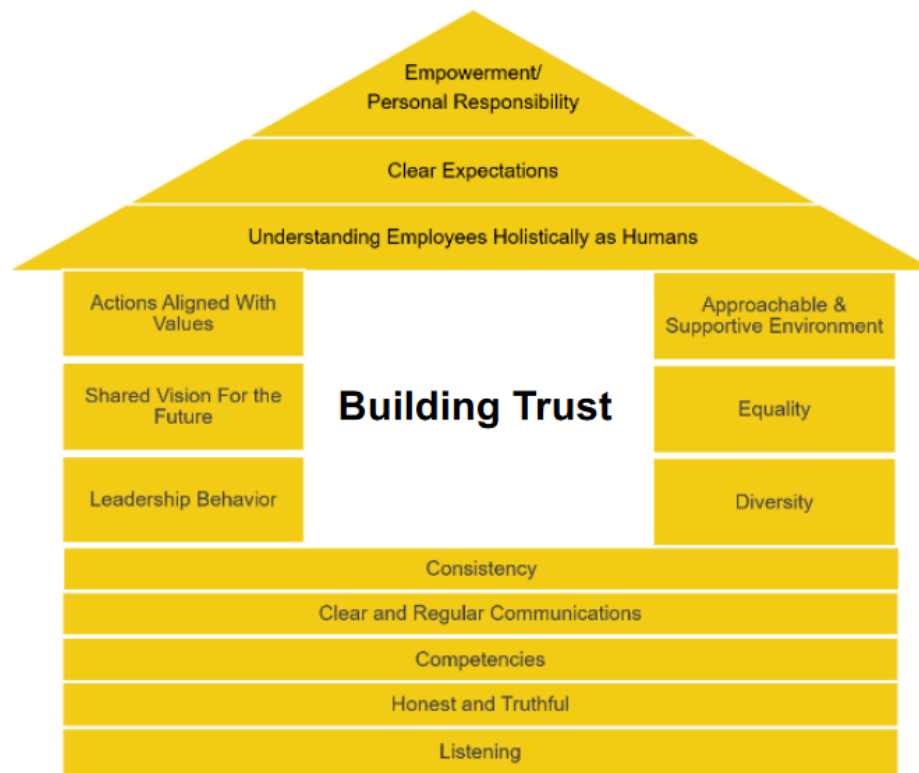 Empowerment/
Personal Responsibility
Clear Expectations
Understanding Employees Holistically as Humans
Actions Aligned With
Values
Approachable &
Supportive Environment
Shared Vision For the
Future
Building Trust
Equality
Leadership Behavior
Diversity
Consistency
Clear and Regular Communications
Competencies
Honest and Truthful
Listening